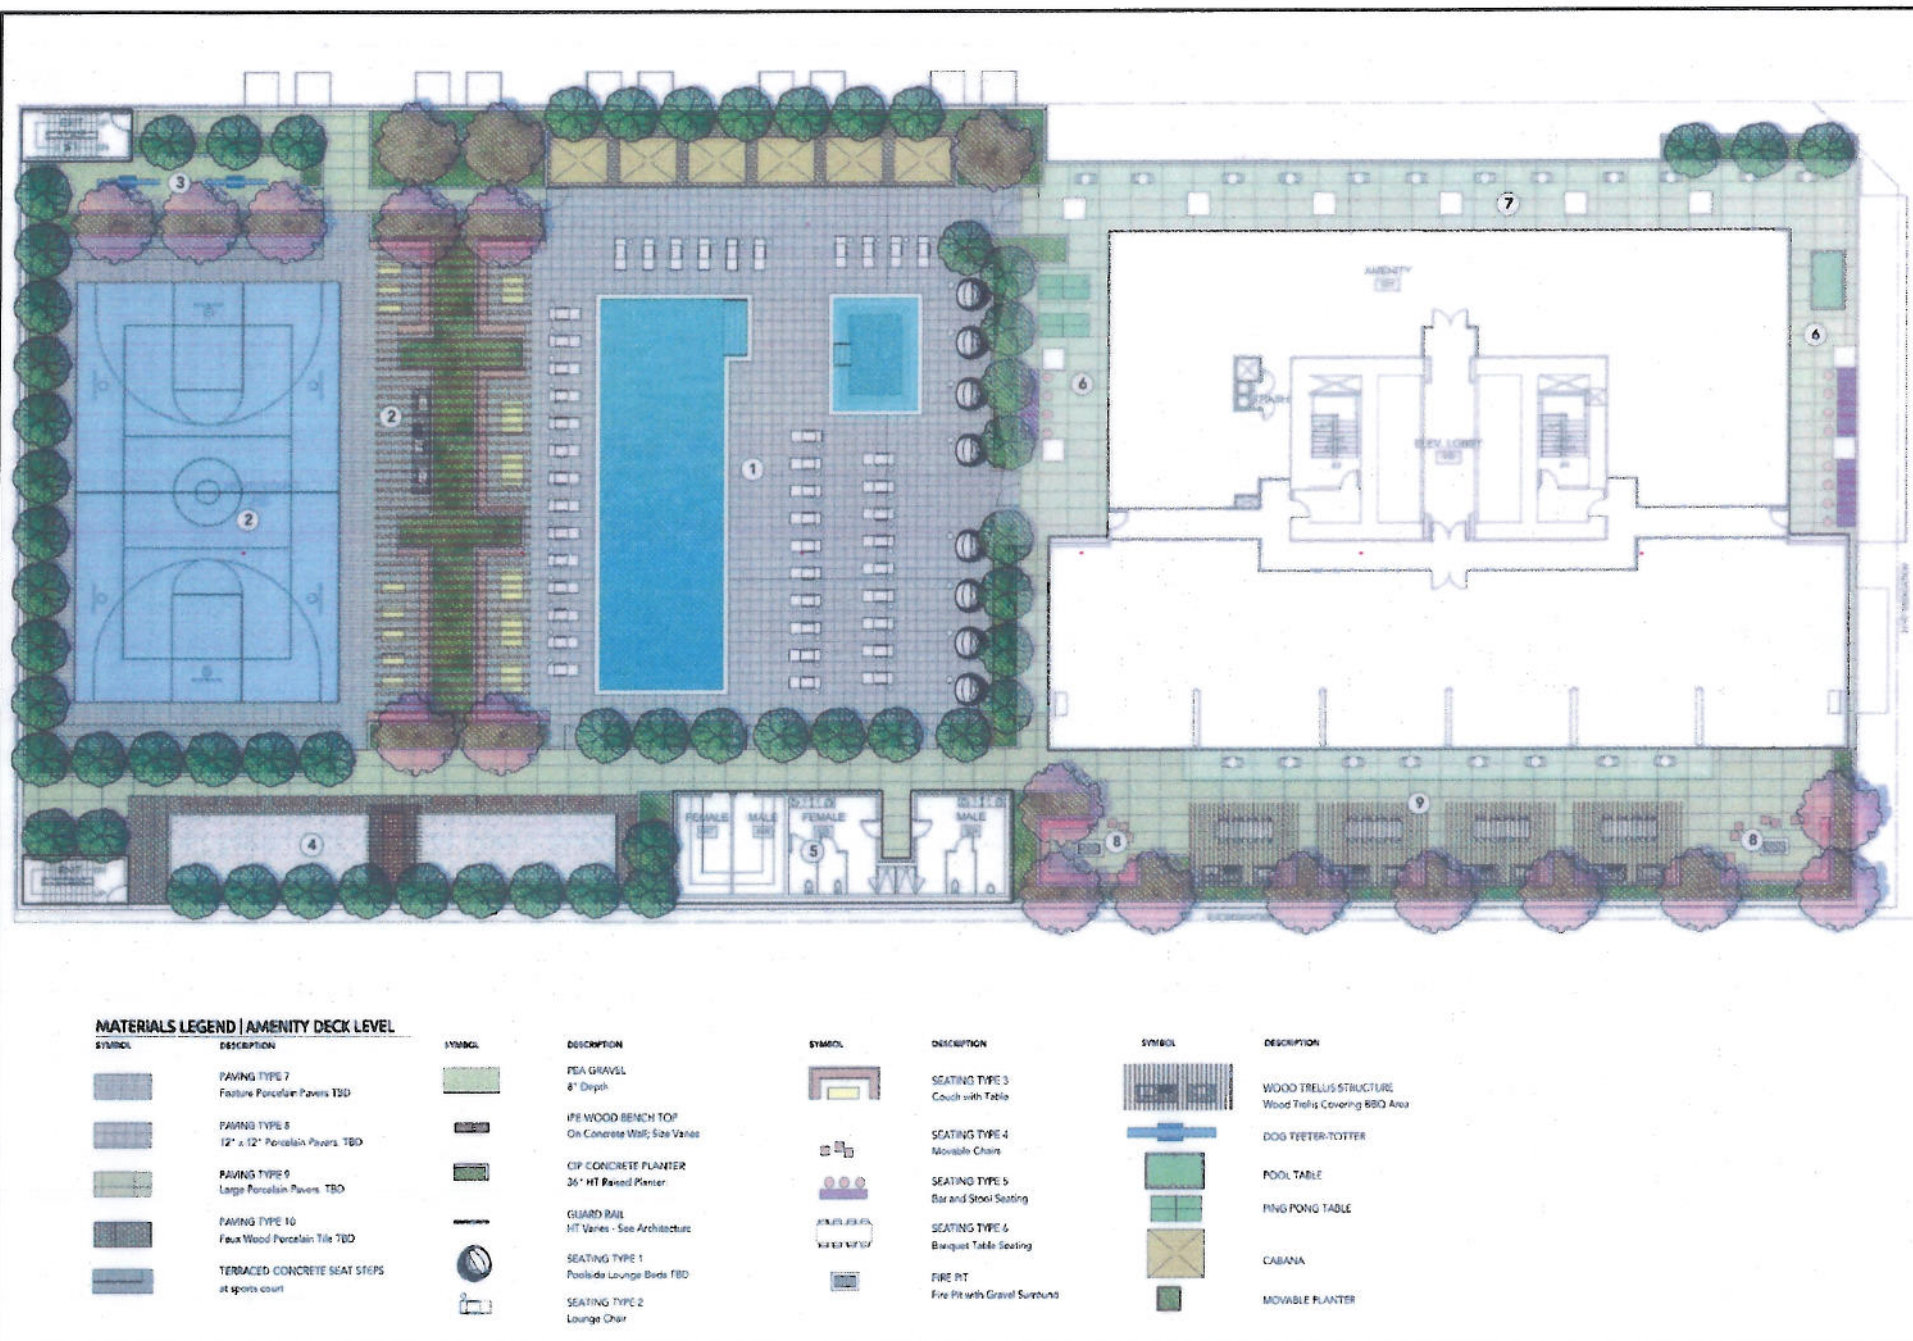 EXIT
3
7
AMENITY
6
6
2
1
ELEV. LOBBY
2
9
FEMALE
MALE
FEMALE
MALE
4
5
8
8
EXIT
MATERIALS LEGEND | AMENITY DECK LEVEL
SYMBOL DESCRIPTION SYMBOL DESCRIPTION SYMBOL DESCRIPTION SYMBOL DESCRIPTION
PAVING TYPE 7
Feature Porcelain Pavers TBD
PAVING TYPE 8
12" x 12" Porcelain Pavers TBD
PAVING TYPE 9
Large Porcelain Pavers TBD
PAVING TYPE 10
Faux Wood Porcelain Tile TBD
TERRACED CONCRETE SEAT STEPS
at sports court
PEA GRAVEL
8" Depth
IPE WOOD BENCH TOP
On Concrete Wall; Size Varies
CIP CONCRETE PLANTER
36" HT Raised Planter
GUARD RAIL
HT Varies - See Architecture
SEATING TYPE 1
Poolside Lounge Beds TBD
SEATING TYPE 2
Lounge Chair
SEATING TYPE 3
Couch with Table
SEATING TYPE 4
Movable Chairs
SEATING TYPE 5
Bar and Stool Seating
SEATING TYPE 6
Banquet Table Seating
FIRE PIT
Fire Pit with Gravel Surround
WOOD TRELLIS STRUCTURE
Wood Trellis Covering BBQ Area
DOG TEETER-TOTTER
POOL TABLE
PING PONG TABLE
CABANA
MOVABLE PLANTER